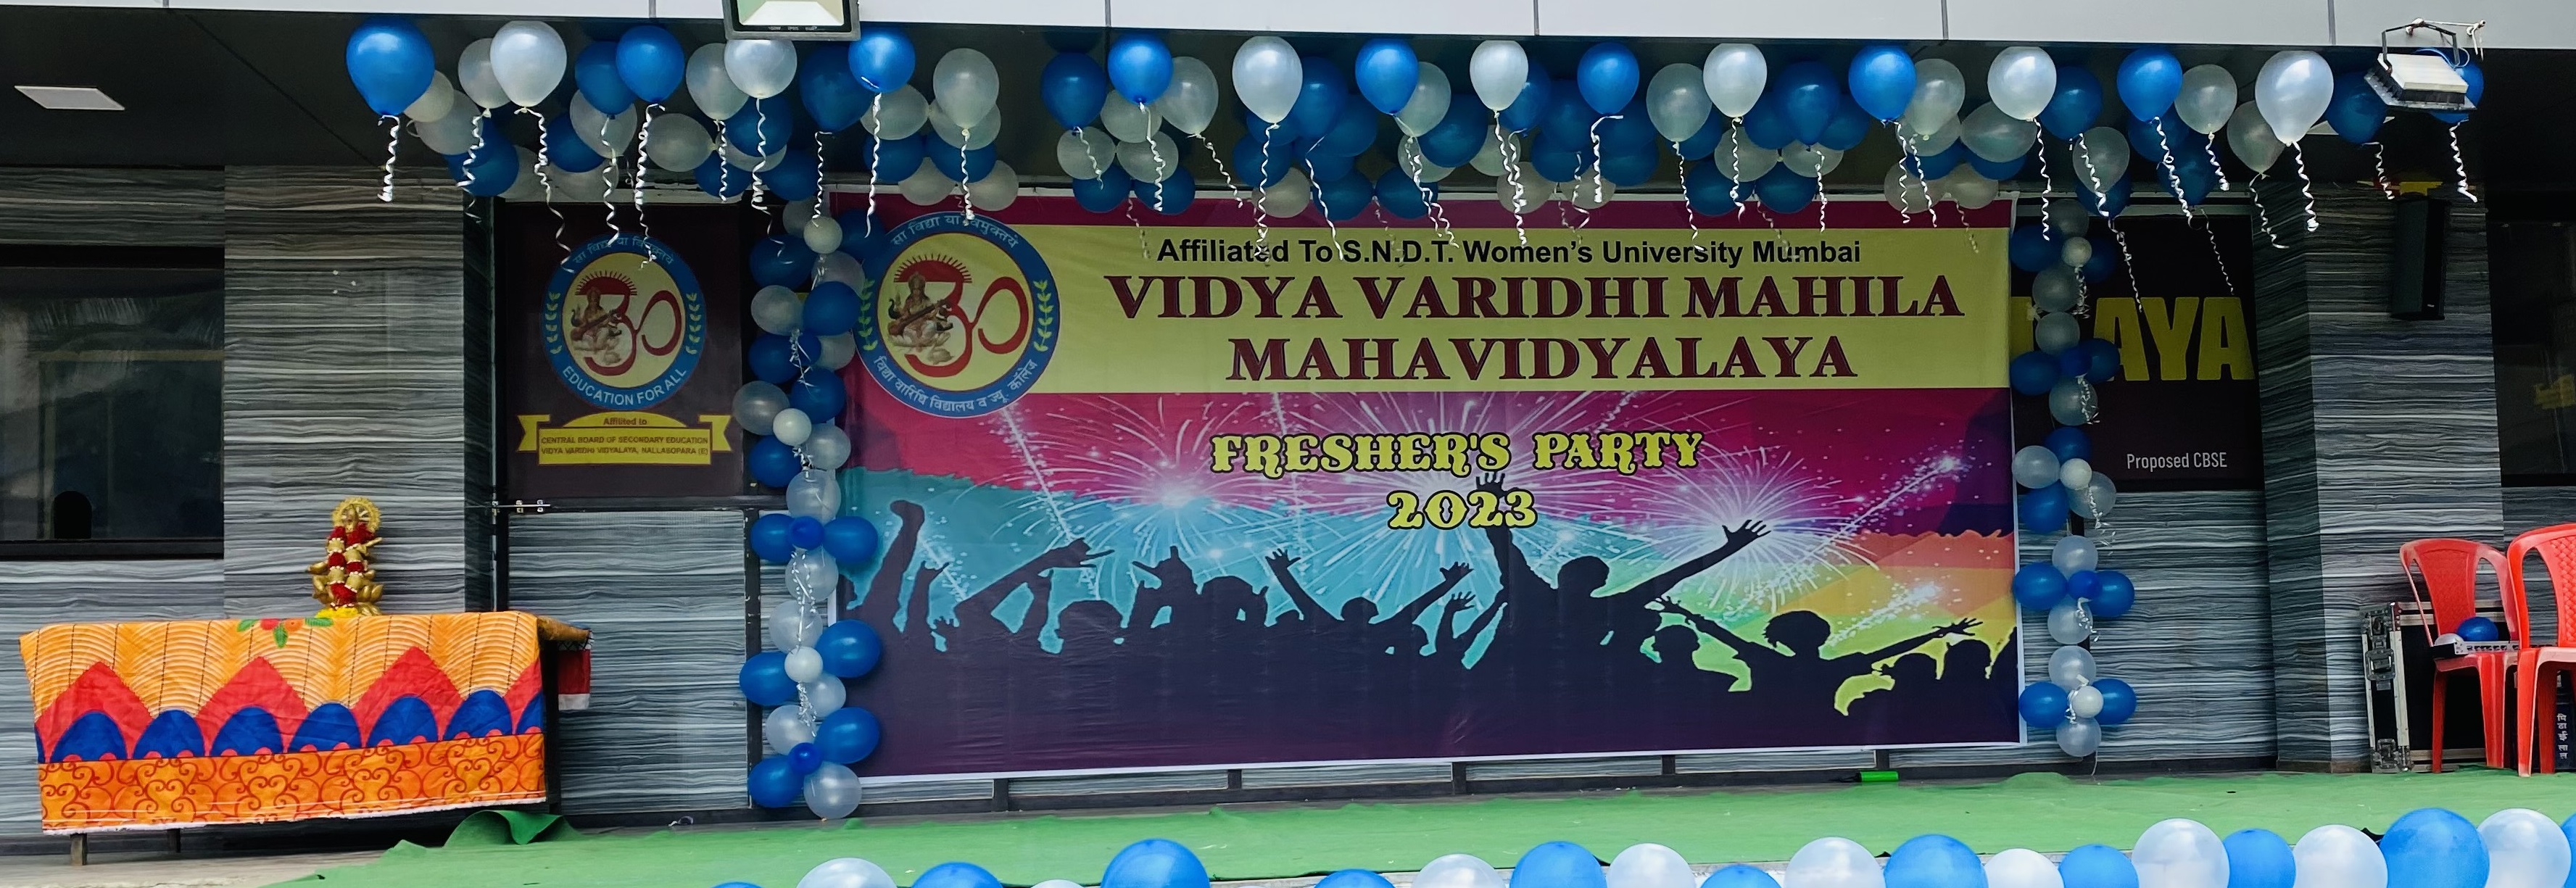 सा विद्या या विमुक्तये
EDUCATION FOR ALL
Affilited to
CENTRAL BOARD OF SECONDARY EDUCATION
VIDYA VARIDHI VIDYALAYA, NALLASOPARA (E)
सा विद्या या विमुक्तये
विद्या वारिधि विद्यालय व ज्यू. कॉलेज
Affiliated To S.N.D.T. Women's University Mumbai
VIDYA VARIDHI MAHILA
MAHAVIDYALAYA
FRESHER'S PARTY
2023
AYA
Proposed CBSE